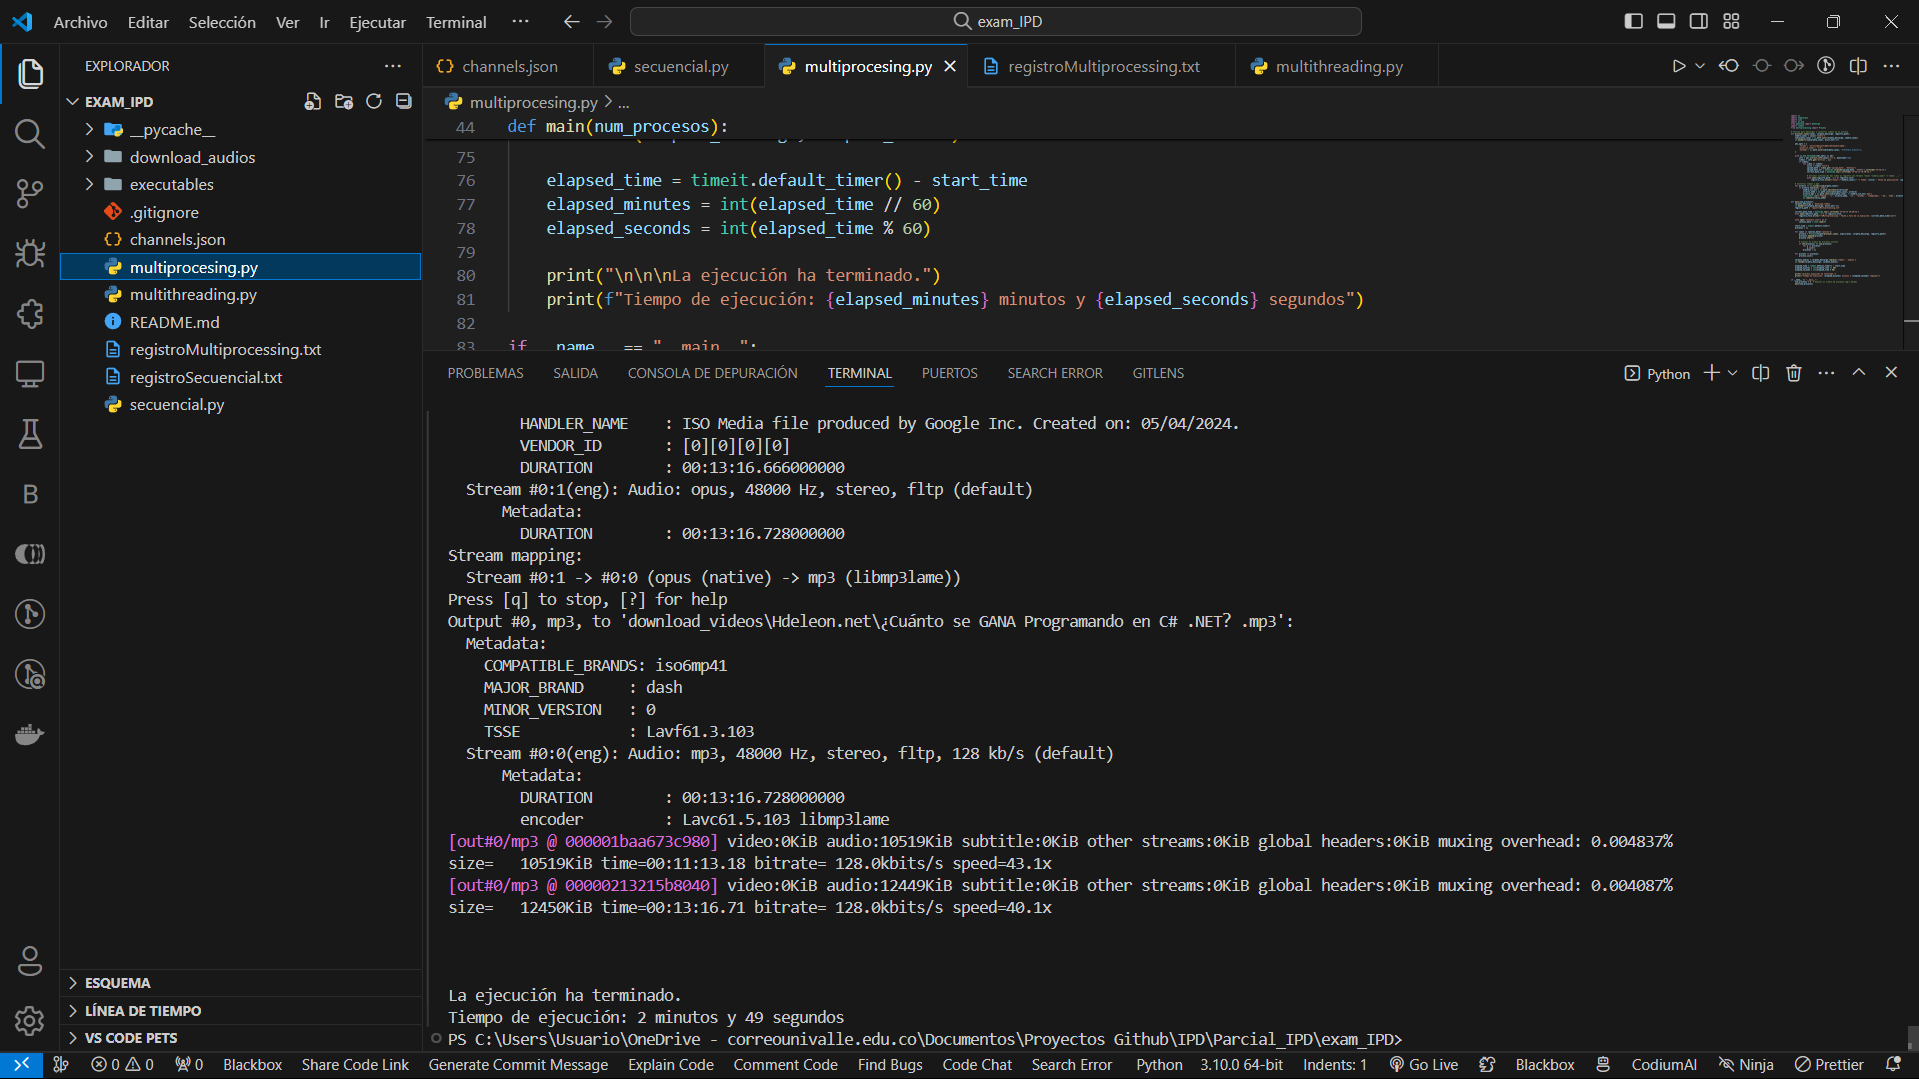 Archivo Editar Selección Ver Ir Ejecutar Terminal ··· exam_IPD
EXPLORADOR
EXAM_IPD
__pycache__
download_audios
executables
.gitignore
channels.json
multiprocesing.py
multithreading.py
README.md
registroMultiprocessing.txt
registroSecuencial.txt
secuencial.py
ESQUEMA
LÍNEA DE TIEMPO
VS CODE PETS
channels.json secuencial.py multiprocesing.py registroMultiprocessing.txt multithreading.py
multiprocesing.py > ...
44 def main(num_procesos):
75
76 elapsed_time = timeit.default_timer() - start_time
77 elapsed_minutes = int(elapsed_time // 60)
78 elapsed_seconds = int(elapsed_time % 60)
79
80 print("\n\n\nLa ejecución ha terminado.")
81 print(f"Tiempo de ejecución: {elapsed_minutes} minutos y {elapsed_seconds} segundos")
82
83 if __name__ == "__main__":
PROBLEMAS SALIDA CONSOLA DE DEPURACIÓN TERMINAL PUERTOS SEARCH ERROR GITLENS Python
HANDLER_NAME : ISO Media file produced by Google Inc. Created on: 05/04/2024.
VENDOR_ID : [0][0][0][0]
DURATION : 00:13:16.666000000
Stream #0:1(eng): Audio: opus, 48000 Hz, stereo, fltp (default)
Metadata:
DURATION : 00:13:16.728000000
Stream mapping:
Stream #0:1 -> #0:0 (opus (native) -> mp3 (libmp3lame))
Press [q] to stop, [?] for help
Output #0, mp3, to 'download_videos\Hdeleon.net\¿Cuánto se GANA Programando en C# .NET? .mp3':
Metadata:
COMPATIBLE_BRANDS: iso6mp41
MAJOR_BRAND : dash
MINOR_VERSION : 0
TSSE : Lavf61.3.103
Stream #0:0(eng): Audio: mp3, 48000 Hz, stereo, fltp, 128 kb/s (default)
Metadata:
DURATION : 00:13:16.728000000
encoder : Lavc61.5.103 libmp3lame
[out#0/mp3 @ 000001baa673c980] video:0KiB audio:10519KiB subtitle:0KiB other streams:0KiB global headers:0KiB muxing overhead: 0.004837%
size= 10519KiB time=00:11:13.18 bitrate= 128.0kbits/s speed=43.1x
[out#0/mp3 @ 00000213215b8040] video:0KiB audio:12449KiB subtitle:0KiB other streams:0KiB global headers:0KiB muxing overhead: 0.004087%
size= 12450KiB time=00:13:16.71 bitrate= 128.0kbits/s speed=40.1x
La ejecución ha terminado.
Tiempo de ejecución: 2 minutos y 49 segundos
PS C:\Users\Usuario\OneDrive - correounivalle.edu.co\Documentos\Proyectos Github\IPD\Parcial_IPD\exam_IPD>
0 0 0 Blackbox Share Code Link Generate Commit Message Explain Code Comment Code Find Bugs Code Chat Search Error Python 3.10.0 64-bit Indents: 1 Go Live Blackbox CodiumAI Ninja Prettier